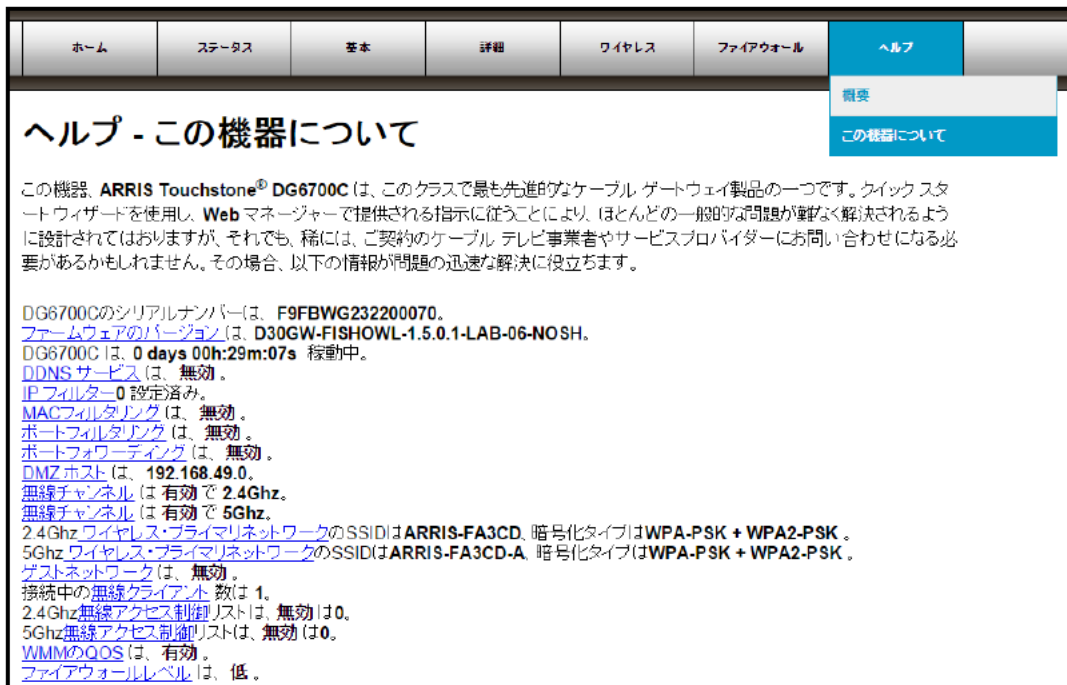 ホーム ステータス 基本 詳細 ワイヤレス ファイアウォール ヘルプ
概要
この機器について
ヘルプ - この機器について
この機器、ARRIS Touchstone® DG6700C は、このクラスで最も先進的なケーブル ゲートウェイ製品の一つです。クイック スタ
ートウィザードを使用し、Web マネージャーで提供される指示に従うことにより、ほとんどの一般的な問題が難なく解決されるよう
に設計されてはおりますが、それでも、稀には、ご契約のケーブル テレビ事業者やサービスプロバイダーにお問い合わせになる必
要があるかもしれません。その場合、以下の情報が問題の迅速な解決に役立ちます。
DG6700Cのシリアルナンバーは、F9FBWG232200070。
ファームウェアのバージョン は、D30GW-FISHOWL-1.5.0.1-LAB-06-NOSH。
DG6700C は、0 days 00h:29m:07s 稼動中。
DDNS サービス は、 無効 。
IP フィルター0 設定済み。
MACフィルタリング は、 無効 。
ポートフィルタリング は、 無効 。
ポートフォワーディング は、 無効 。
DMZ ホスト は、192.168.49.0。
無線チャンネル は 有効 で 2.4Ghz。
無線チャンネル は 有効 で 5Ghz。
2.4Ghz ワイヤレス・プライマリネットワークのSSIDはARRIS-FA3CD、暗号化タイプはWPA-PSK + WPA2-PSK 。
5Ghz ワイヤレス・プライマリネットワークのSSIDはARRIS-FA3CD-A、暗号化タイプはWPA-PSK + WPA2-PSK 。
ゲストネットワーク は、 無効 。
接続中の無線クライアント 数は 1。
2.4Ghz無線アクセス制御リストは、無効 は0。
5Ghz無線アクセス制御リストは、無効 は0。
WMMのQOS は、 有効 。
ファイアウォールレベル は、 低 。